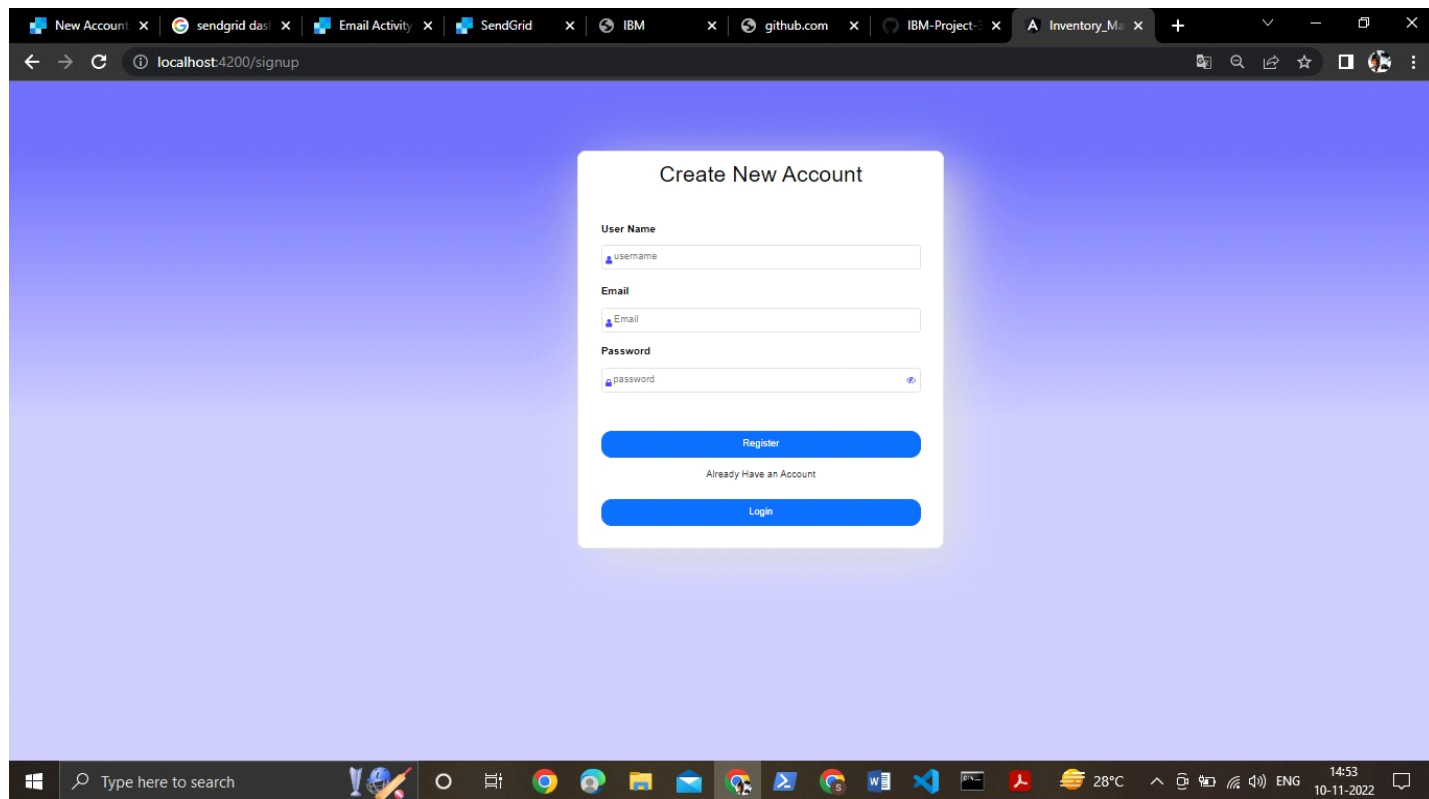 New Account
sendgrid das
Email Activity
SendGrid
IBM
github.com
IBM-Project-
Inventory_Ma
localhost:4200/signup
Create New Account
User Name
username
Email
Email
Password
password
Register
Already Have an Account
Login
Type here to search
28°C
ENG
14:53
10-11-2022